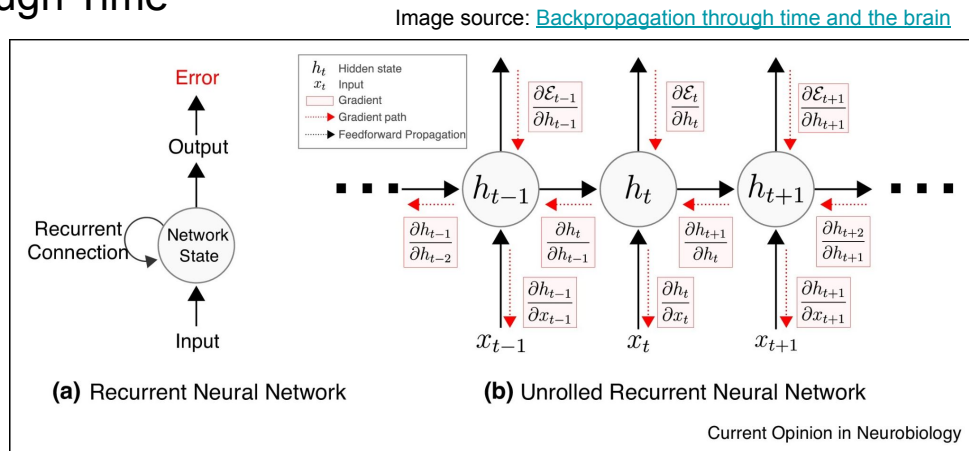 ugh Time
Image source: Backpropagation through time and the brain
Error
Output
Recurrent
Connection
Network
State
Input
(a) Recurrent Neural Network
h_t Hidden state
x_t Input
Gradient
Gradient path
Feedforward Propagation
∂ℰ_{t-1}/∂h_{t-1}
∂ℰ_t/∂h_t
∂ℰ_{t+1}/∂h_{t+1}
h_{t-1}
h_t
h_{t+1}
∂h_{t-1}/∂h_{t-2}
∂h_t/∂h_{t-1}
∂h_{t+1}/∂h_t
∂h_{t+2}/∂h_{t+1}
∂h_{t-1}/∂x_{t-1}
∂h_t/∂x_t
∂h_{t+1}/∂x_{t+1}
x_{t-1}
x_t
x_{t+1}
(b) Unrolled Recurrent Neural Network
Current Opinion in Neurobiology